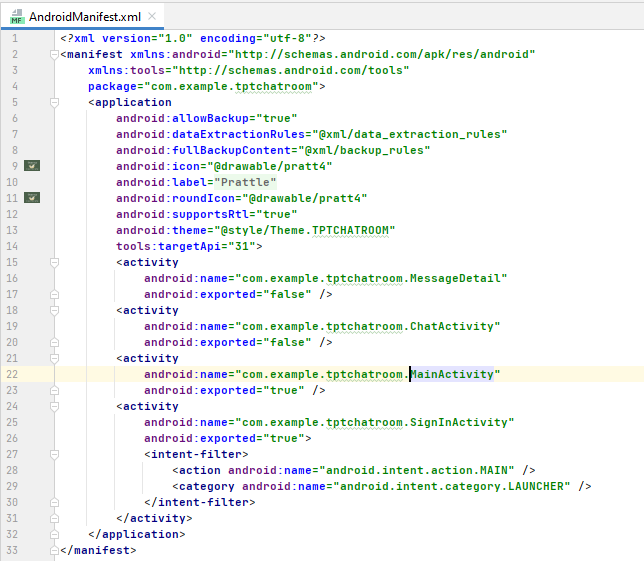 AndroidManifest.xml
1 <?xml version="1.0" encoding="utf-8"?>
2 <manifest xmlns:android="http://schemas.android.com/apk/res/android"
3 xmlns:tools="http://schemas.android.com/tools"
4 package="com.example.tptchatroom">
5 <application
6 android:allowBackup="true"
7 android:dataExtractionRules="@xml/data_extraction_rules"
8 android:fullBackupContent="@xml/backup_rules"
9 android:icon="@drawable/pratt4"
10 android:label="Prattle"
11 android:roundIcon="@drawable/pratt4"
12 android:supportsRtl="true"
13 android:theme="@style/Theme.TPTCHATROOM"
14 tools:targetApi="31">
15 <activity
16 android:name="com.example.tptchatroom.MessageDetail"
17 android:exported="false" />
18 <activity
19 android:name="com.example.tptchatroom.ChatActivity"
20 android:exported="false" />
21 <activity
22 android:name="com.example.tptchatroom.MainActivity"
23 android:exported="true" />
24 <activity
25 android:name="com.example.tptchatroom.SignInActivity"
26 android:exported="true">
27 <intent-filter>
28 <action android:name="android.intent.action.MAIN" />
29 <category android:name="android.intent.category.LAUNCHER" />
30 </intent-filter>
31 </activity>
32 </application>
33 </manifest>